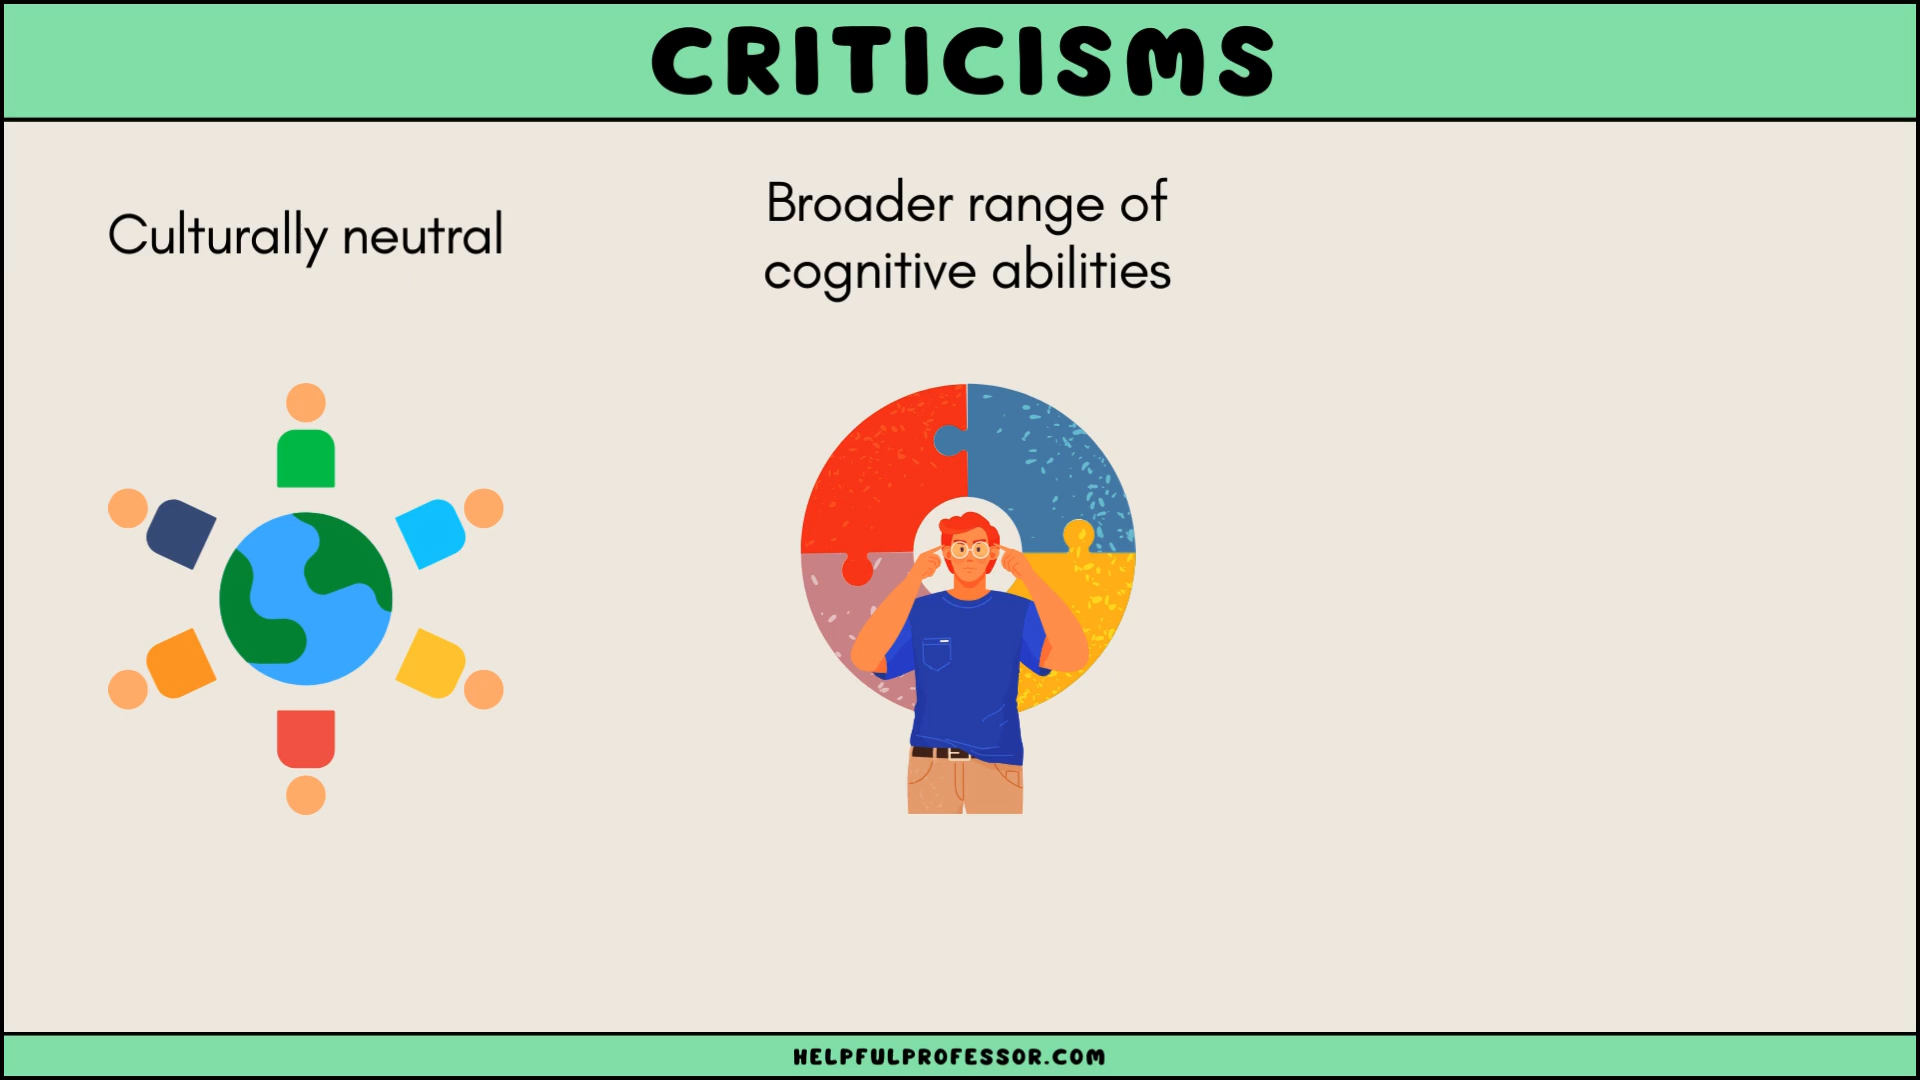 CRITICISMS
Culturally neutral
Broader range of
cognitive abilities
HELPFULPROFESSOR.COM